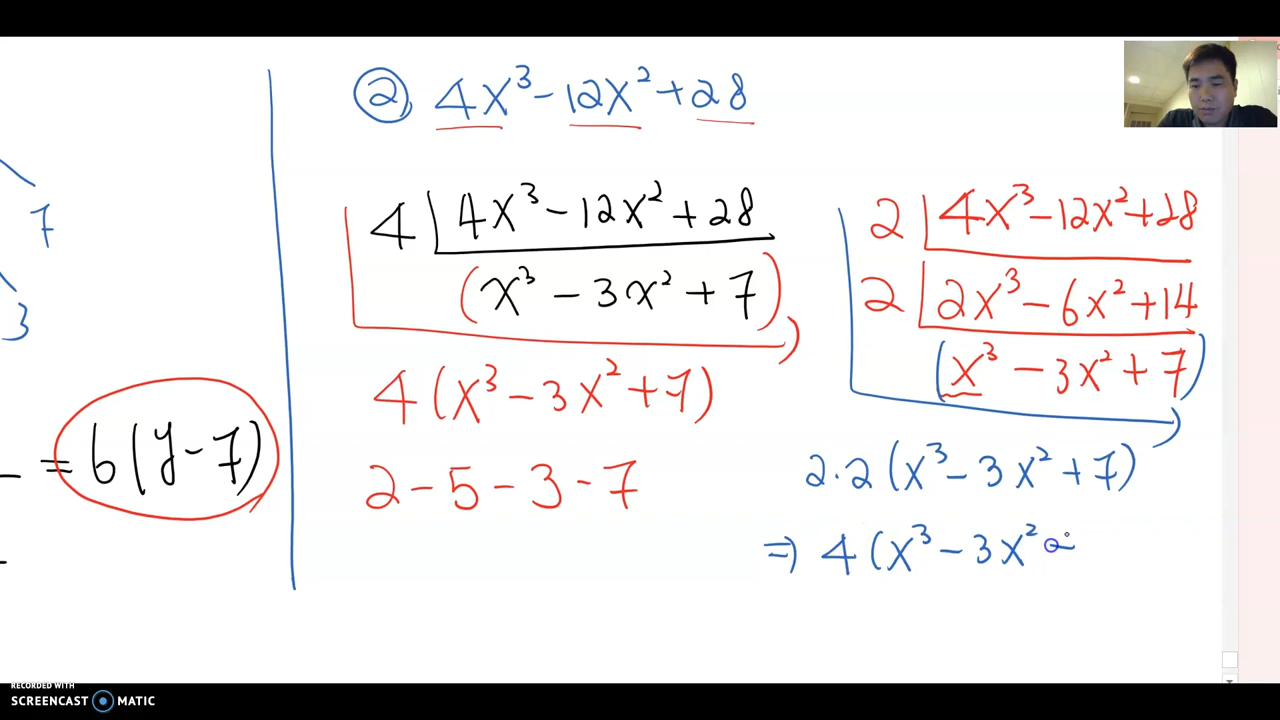 7
3
= 6(y-7)
② 4x³-12x²+28
4 | 4x³-12x²+28
(x³-3x²+7)
4(x³-3x²+7)
2-5-3-7
2 | 4x³-12x²+28
2 | 2x³-6x²+14
(x³-3x²+7)
2·2(x³-3x²+7)
⇒ 4(x³-3x²
RECORDED WITH
SCREENCAST MATIC